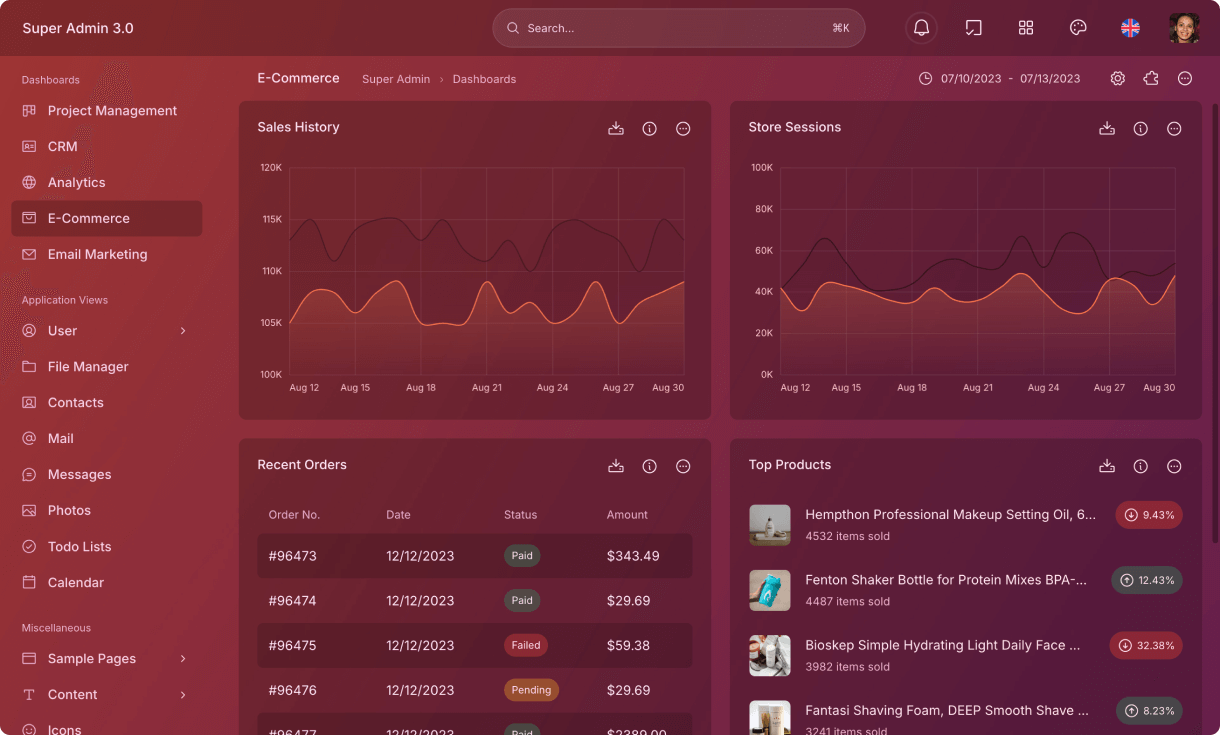 Super Admin 3.0
Search...
⌘K
Dashboards
Project Management
CRM
Analytics
E-Commerce
Email Marketing
Application Views
User
File Manager
Contacts
Mail
Messages
Photos
Todo Lists
Calendar
Miscellaneous
Sample Pages
Content
Icons
E-Commerce Super Admin › Dashboards
07/10/2023 - 07/13/2023
Sales History
120K
115K
110K
105K
100K
Aug 12 Aug 15 Aug 18 Aug 21 Aug 24 Aug 27 Aug 30
Store Sessions
100K
80K
60K
40K
20K
0K
Aug 12 Aug 15 Aug 18 Aug 21 Aug 24 Aug 27 Aug 30
Recent Orders
Order No. Date Status Amount
#96473 12/12/2023 Paid $343.49
#96474 12/12/2023 Paid $29.69
#96475 12/12/2023 Failed $59.38
#96476 12/12/2023 Pending $29.69
#96477 12/12/2023 Paid $2389.00
Top Products
Hempthon Professional Makeup Setting Oil, 6... 9.43%
4532 items sold
Fenton Shaker Bottle for Protein Mixes BPA-... 12.43%
4487 items sold
Bioskep Simple Hydrating Light Daily Face ... 32.38%
3982 items sold
Fantasi Shaving Foam, DEEP Smooth Shave ... 8.23%
3241 items sold